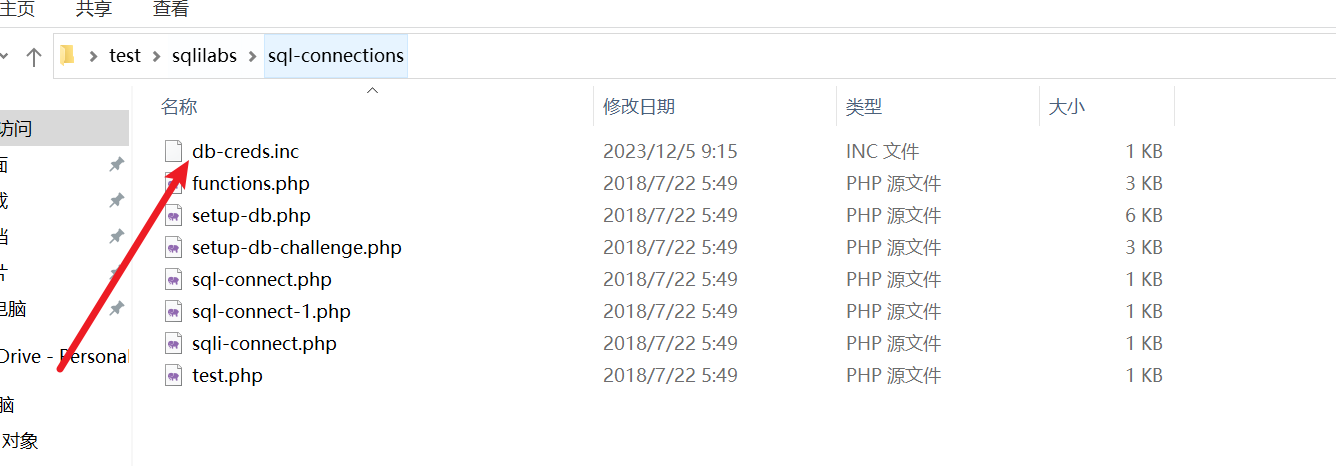 主页 共享 查看
test sqlilabs sql-connections
名称 修改日期 类型 大小
访问
db-creds.inc 2023/12/5 9:15 INC 文件 1 KB
functions.php 2018/7/22 5:49 PHP 源文件 3 KB
setup-db.php 2018/7/22 5:49 PHP 源文件 6 KB
setup-db-challenge.php 2018/7/22 5:49 PHP 源文件 3 KB
sql-connect.php 2018/7/22 5:49 PHP 源文件 1 KB
电脑 sql-connect-1.php 2018/7/22 5:49 PHP 源文件 1 KB
sqli-connect.php 2018/7/22 5:49 PHP 源文件 1 KB
Drive - Personal
test.php 2018/7/22 5:49 PHP 源文件 1 KB
脑
对象